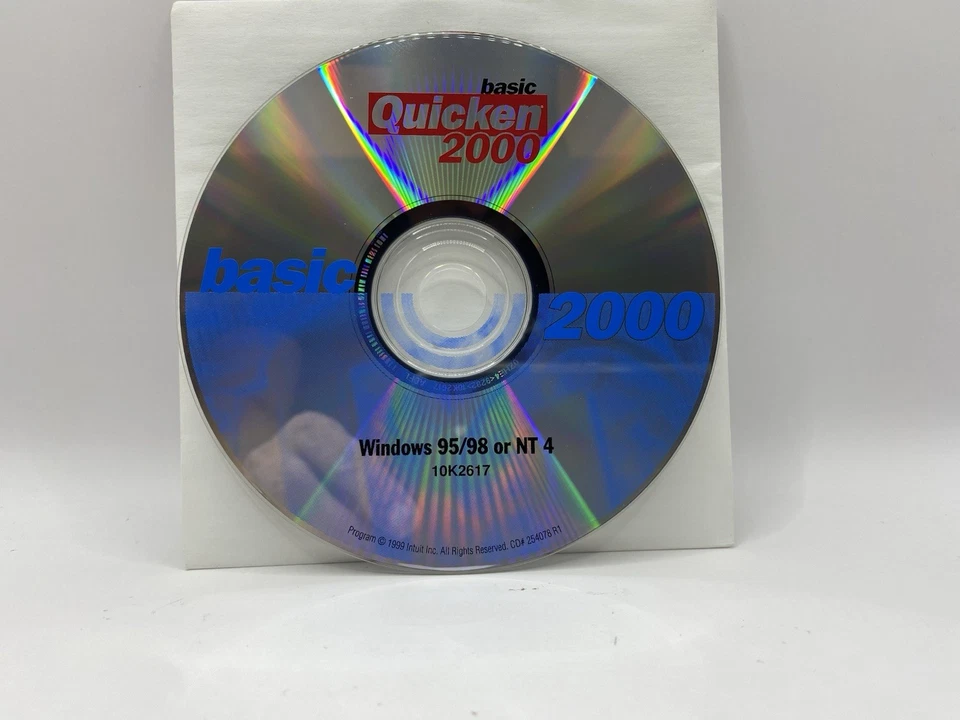 basic
Quicken
2000
basic
2000
Windows 95/98 or NT 4
10K2617
Program © 1999 Intuit Inc. All Rights Reserved. CD# 254078 R1